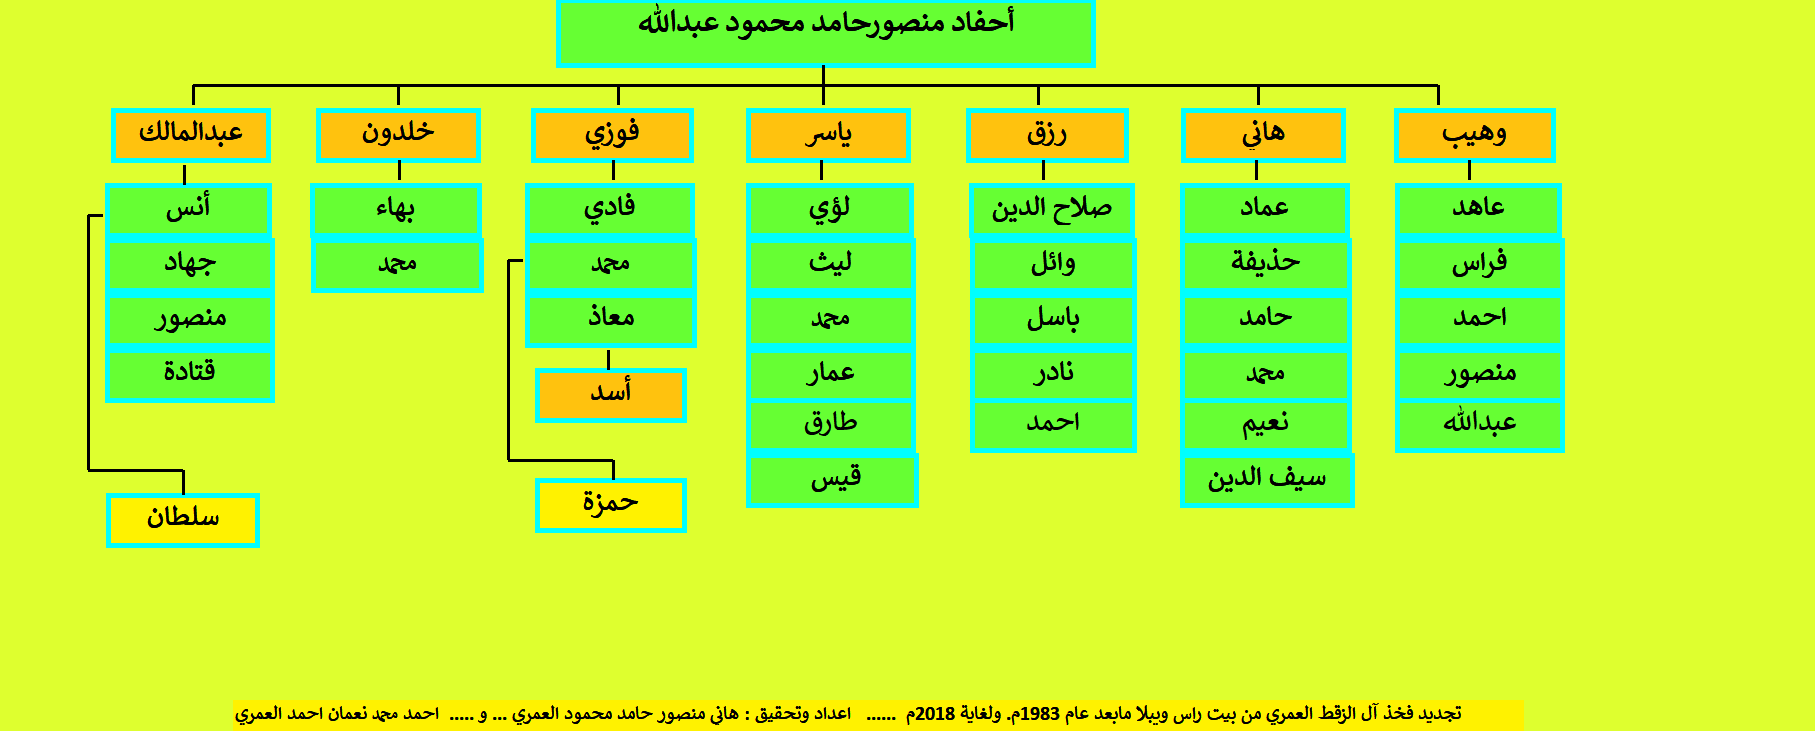 أحفاد منصورحامد محمود عبدالله
وهيب
هاني
رزق
ياسر
فوزي
خلدون
عبدالمالك
عاهد
فراس
احمد
منصور
عبدالله
عماد
حذيفة
حامد
محمد
نعيم
سيف الدين
صلاح الدين
وائل
باسل
نادر
احمد
لؤي
ليث
محمد
عمار
طارق
قيس
فادي
محمد
معاذ
أسد
حمزة
بهاء
محمد
أنس
جهاد
منصور
قتادة
سلطان
تجديد فخذ آل الزقط العمري من بيت راس ويبلا مابعد عام 1983م. ولغاية 2018م ...... اعداد وتحقيق : هاني منصور حامد محمود العمري ... و ..... احمد محمد نعمان احمد العمري